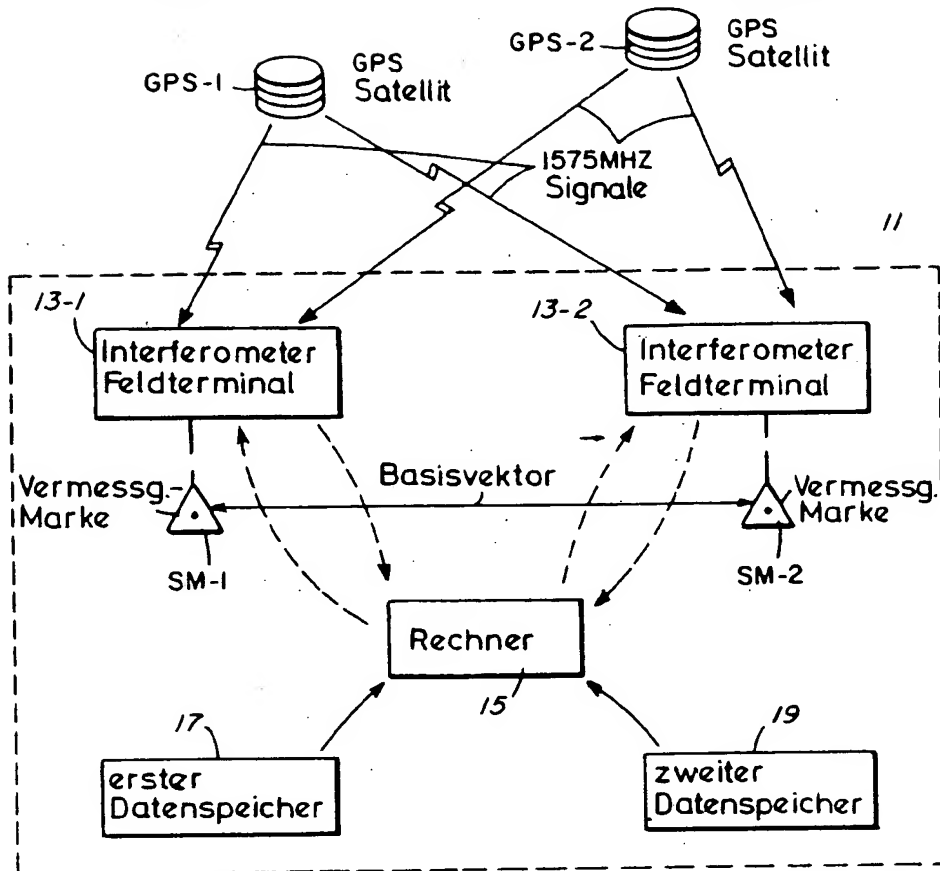 GPS-1
GPS
Satellit
GPS-2
GPS
Satellit
1575MHZ
Signale
11
13-1
Interferometer
Feldterminal
13-2
Interferometer
Feldterminal
Vermessg.-
Marke
SM-1
Basisvektor
Vermessg.
Marke
SM-2
Rechner
15
17
erster
Datenspeicher
19
zweiter
Datenspeicher